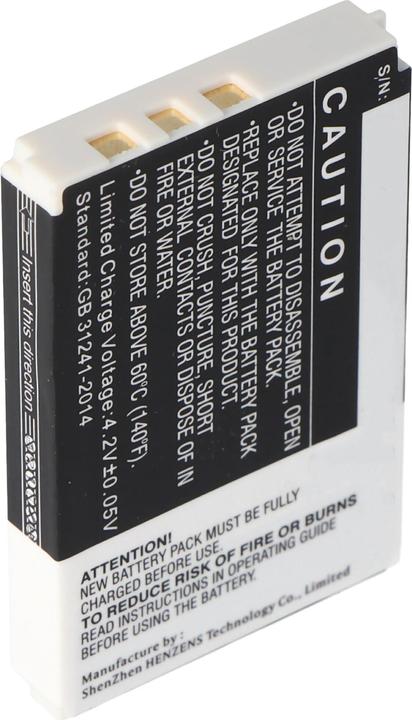 S/N:
CAUTION
•DO NOT ATTEMPT TO DISASSEMBLE, OPEN
OR SERVICE THE BATTERY PACK.
•REPLACE ONLY WITH THE BATTERY PACK
DESIGNATED FOR THIS PRODUCT.
•DO NOT CRUSH, PUNCTURE, SHORT
EXTERNAL CONTACTS OR DISPOSE OF IN
FIRE OR WATER.
•DO NOT STORE ABOVE 60°C (140°F).
Limited Charge Voltage:4.2V±0.05V
Standard:GB 31241-2014
Insert this direction
ATTENTION!
NEW BATTERY PACK MUST BE FULLY
CHARGED BEFORE USE.
TO REDUCE RISK OF FIRE OR BURNS
READ INSTRUCTIONS IN OPERATING GUIDE
BEFORE USE.
Manufacture by :
ShenZhen HENZENS Technology Co., Limited